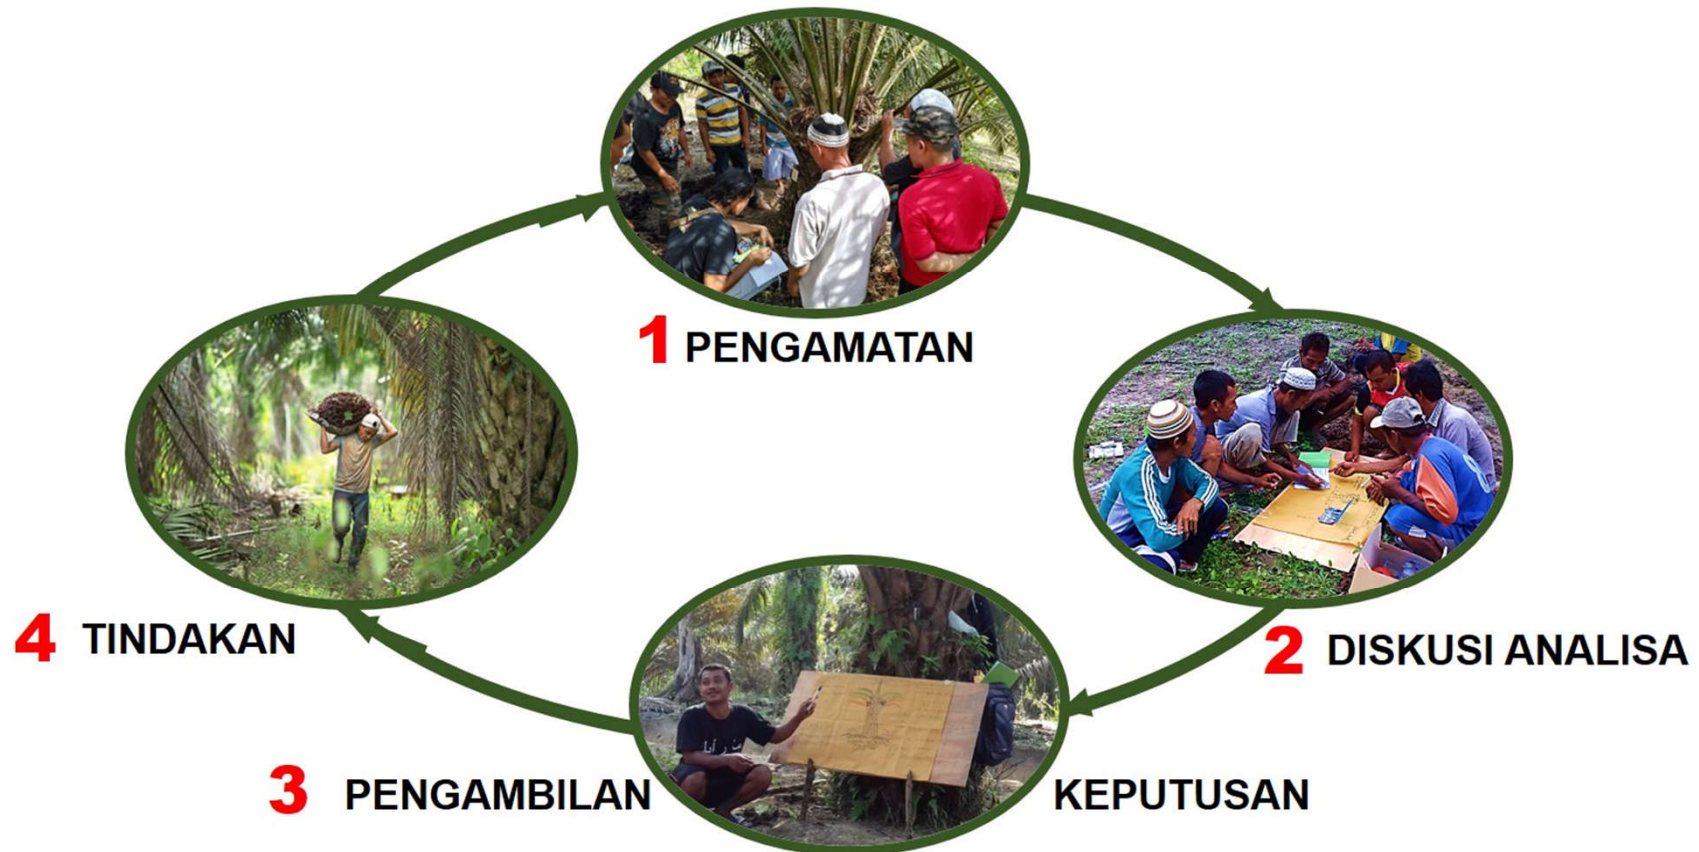 1 PENGAMATAN
2 DISKUSI ANALISA
3 PENGAMBILAN KEPUTUSAN
4 TINDAKAN